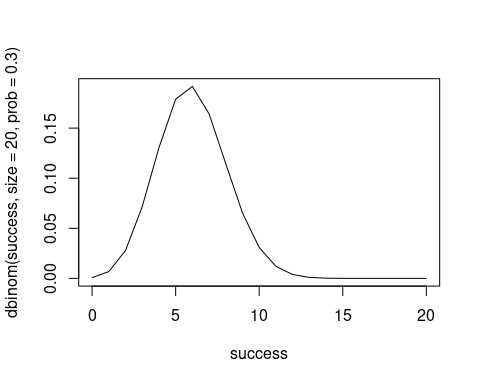 dbinom(success, size = 20, prob = 0.3)
0.15
0.10
0.05
0.00
0 5 10 15 20
success